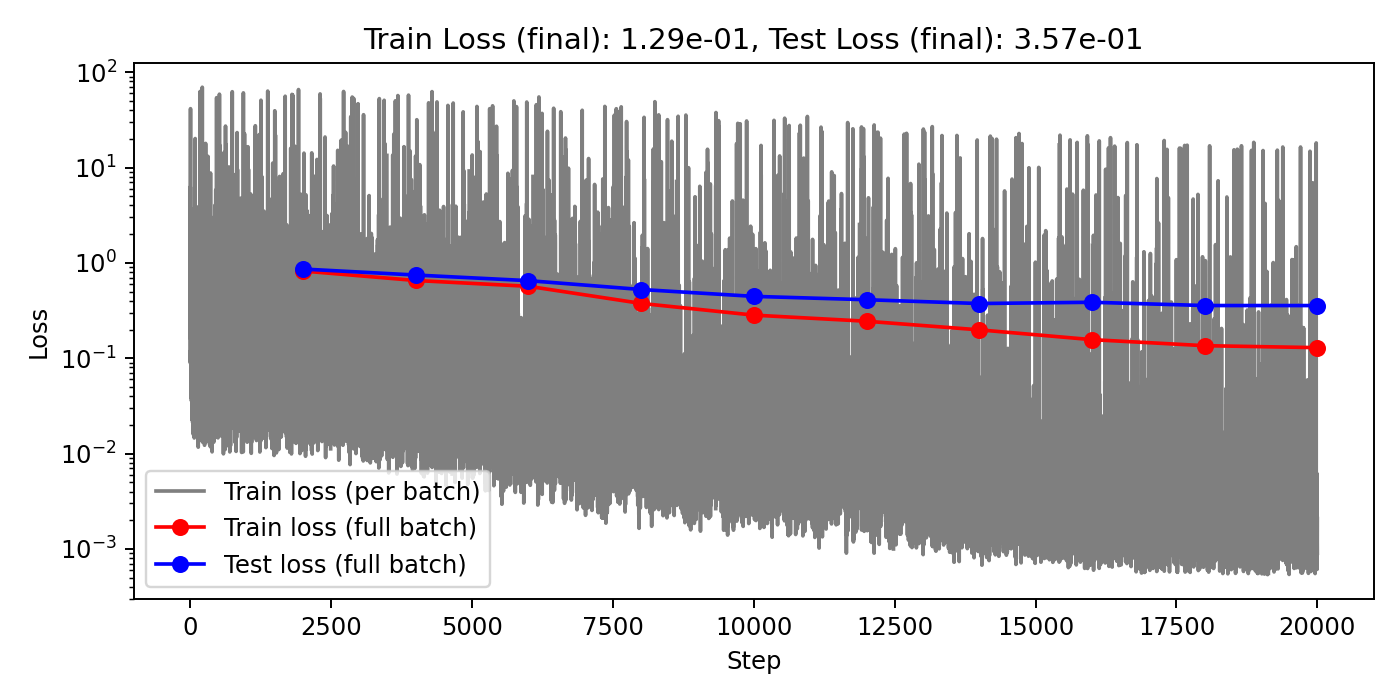 Train Loss (final): 1.29e-01, Test Loss (final): 3.57e-01
Loss
10²
10¹
10⁰
10⁻¹
10⁻²
10⁻³
Train loss (per batch)
Train loss (full batch)
Test loss (full batch)
0 2500 5000 7500 10000 12500 15000 17500 20000
Step